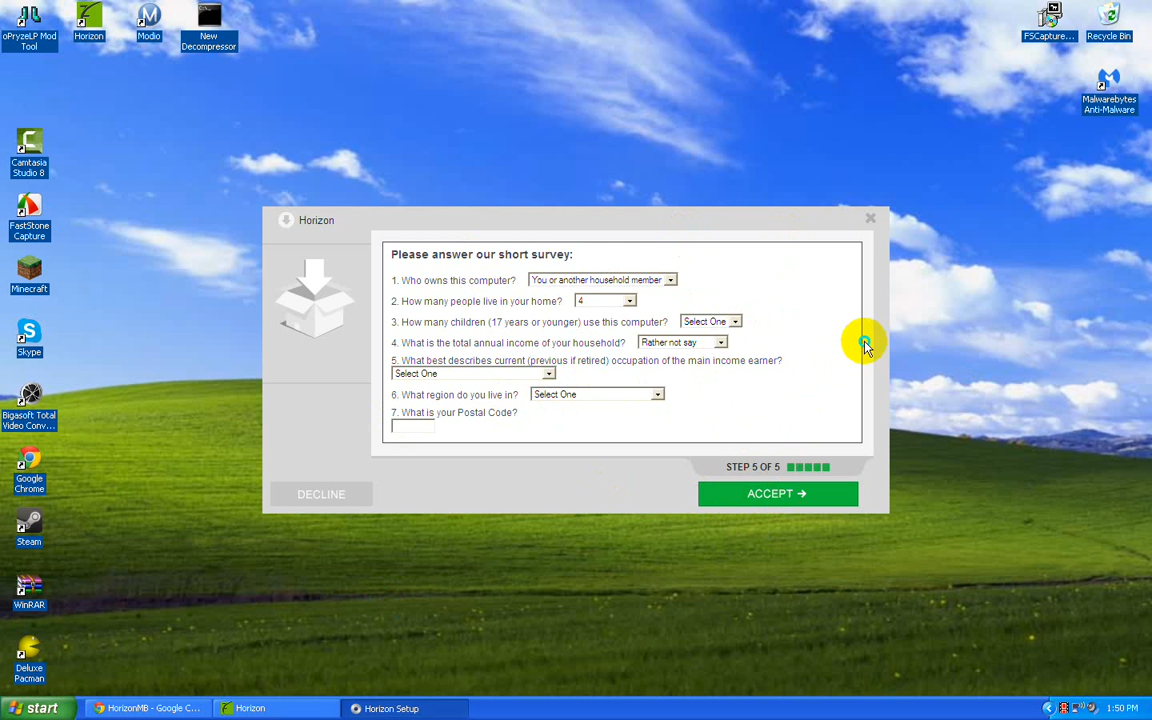 oPryzeLP Mod
Tool
Horizon
Modio
New
Decompressor
FSCapture...
Recycle Bin
Malwarebytes
Anti-Malware
Camtasia
Studio 8
FastStone
Capture
Minecraft
Skype
Bigasoft Total
Video Conv...
Google
Chrome
Steam
WinRAR
Deluxe
Pacman
Horizon
Please answer our short survey:
1. Who owns this computer? You or another household member
2. How many people live in your home? 4
3. How many children (17 years or younger) use this computer? Select One
4. What is the total annual income of your household? Rather not say
5. What best describes current (previous if retired) occupation of the main income earner?
Select One
6. What region do you live in? Select One
7. What is your Postal Code?
STEP 5 OF 5
DECLINE
ACCEPT →
start
HorizonMB - Google C...
Horizon
Horizon Setup
1:50 PM